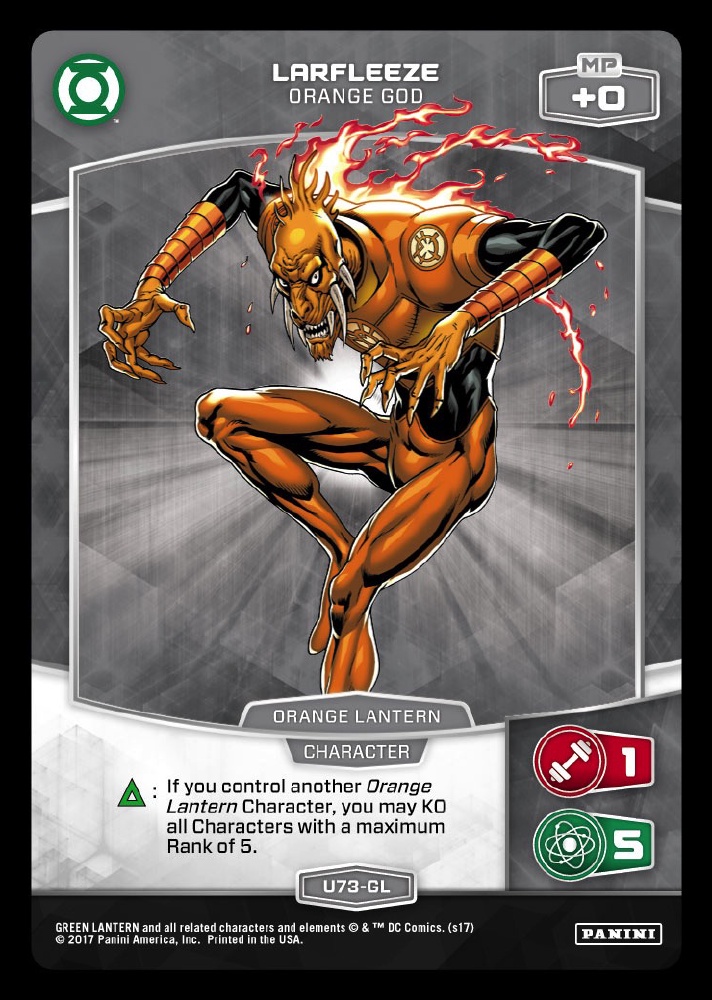 LARFLEEZE
ORANGE GOD
MP
+0
ORANGE LANTERN
CHARACTER
: If you control another Orange
Lantern Character, you may KO
all Characters with a maximum
Rank of 5.
1
5
U73-GL
GREEN LANTERN and all related characters and elements © & ™ DC Comics. (s17)
© 2017 Panini America, Inc. Printed in the USA.
PANINI